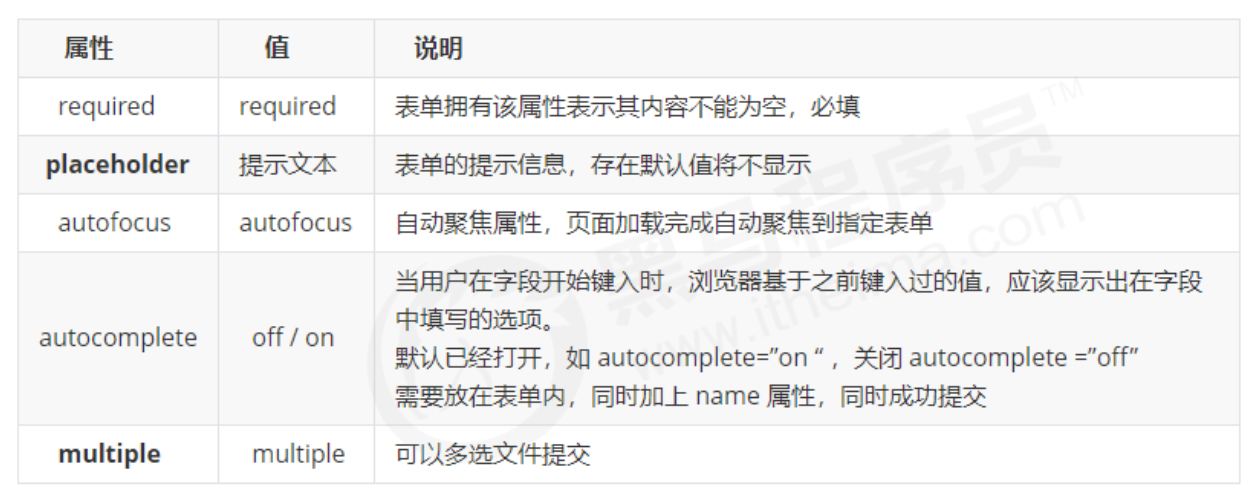 属性 值 说明
required required 表单拥有该属性表示其内容不能为空，必填
placeholder 提示文本 表单的提示信息，存在默认值将不显示
autofocus autofocus 自动聚焦属性，页面加载完成自动聚焦到指定表单
autocomplete off / on 当用户在字段开始键入时，浏览器基于之前键入过的值，应该显示出在字段
中填写的选项。
默认已经打开，如 autocomplete=”on “ ，关闭 autocomplete =”off”
需要放在表单内，同时加上 name 属性，同时成功提交
multiple multiple 可以多选文件提交
黑马程序员™
www.itheima.com